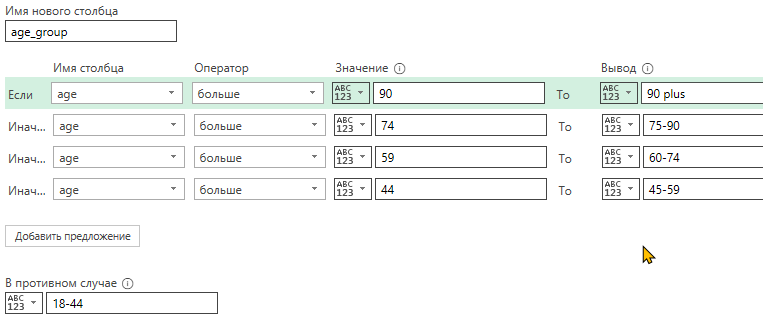 Имя нового столбца
age_group
Имя столбца Оператор Значение Вывод
Если age больше ABC 123 90 То ABC 123 90 plus
Инач... age больше ABC 123 74 То ABC 123 75-90
Инач... age больше ABC 123 59 То ABC 123 60-74
Инач... age больше ABC 123 44 То ABC 123 45-59
Добавить предложение
В противном случае
ABC 123 18-44